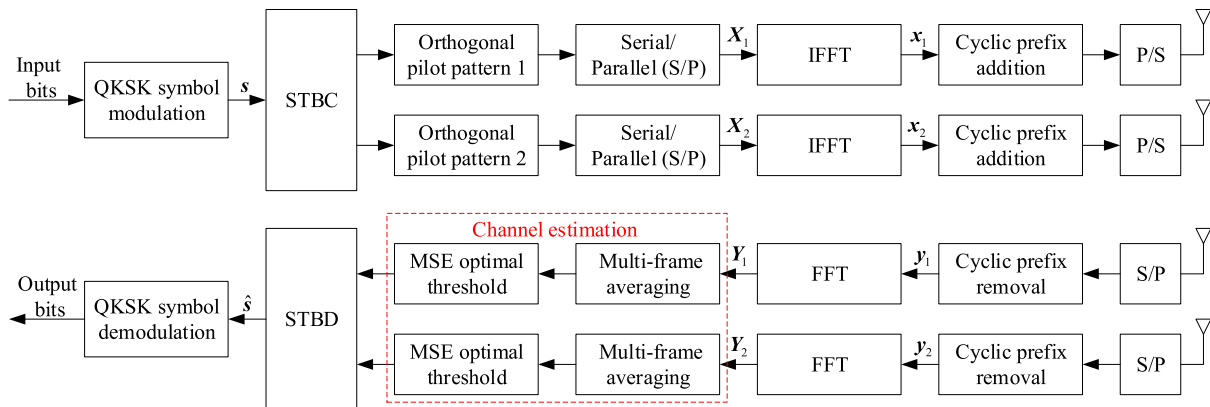 Input
bits
QKSK symbol
modulation
s
STBC
Orthogonal
pilot pattern 1
Serial/
Parallel (S/P)
X1
IFFT
x1
Cyclic prefix
addition
P/S
Orthogonal
pilot pattern 2
Serial/
Parallel (S/P)
X2
IFFT
x2
Cyclic prefix
addition
P/S
Output
bits
QKSK symbol
demodulation
ŝ
STBD
Channel estimation
MSE optimal
threshold
Multi-frame
averaging
Y1
FFT
y1
Cyclic prefix
removal
S/P
MSE optimal
threshold
Multi-frame
averaging
Y2
FFT
y2
Cyclic prefix
removal
S/P